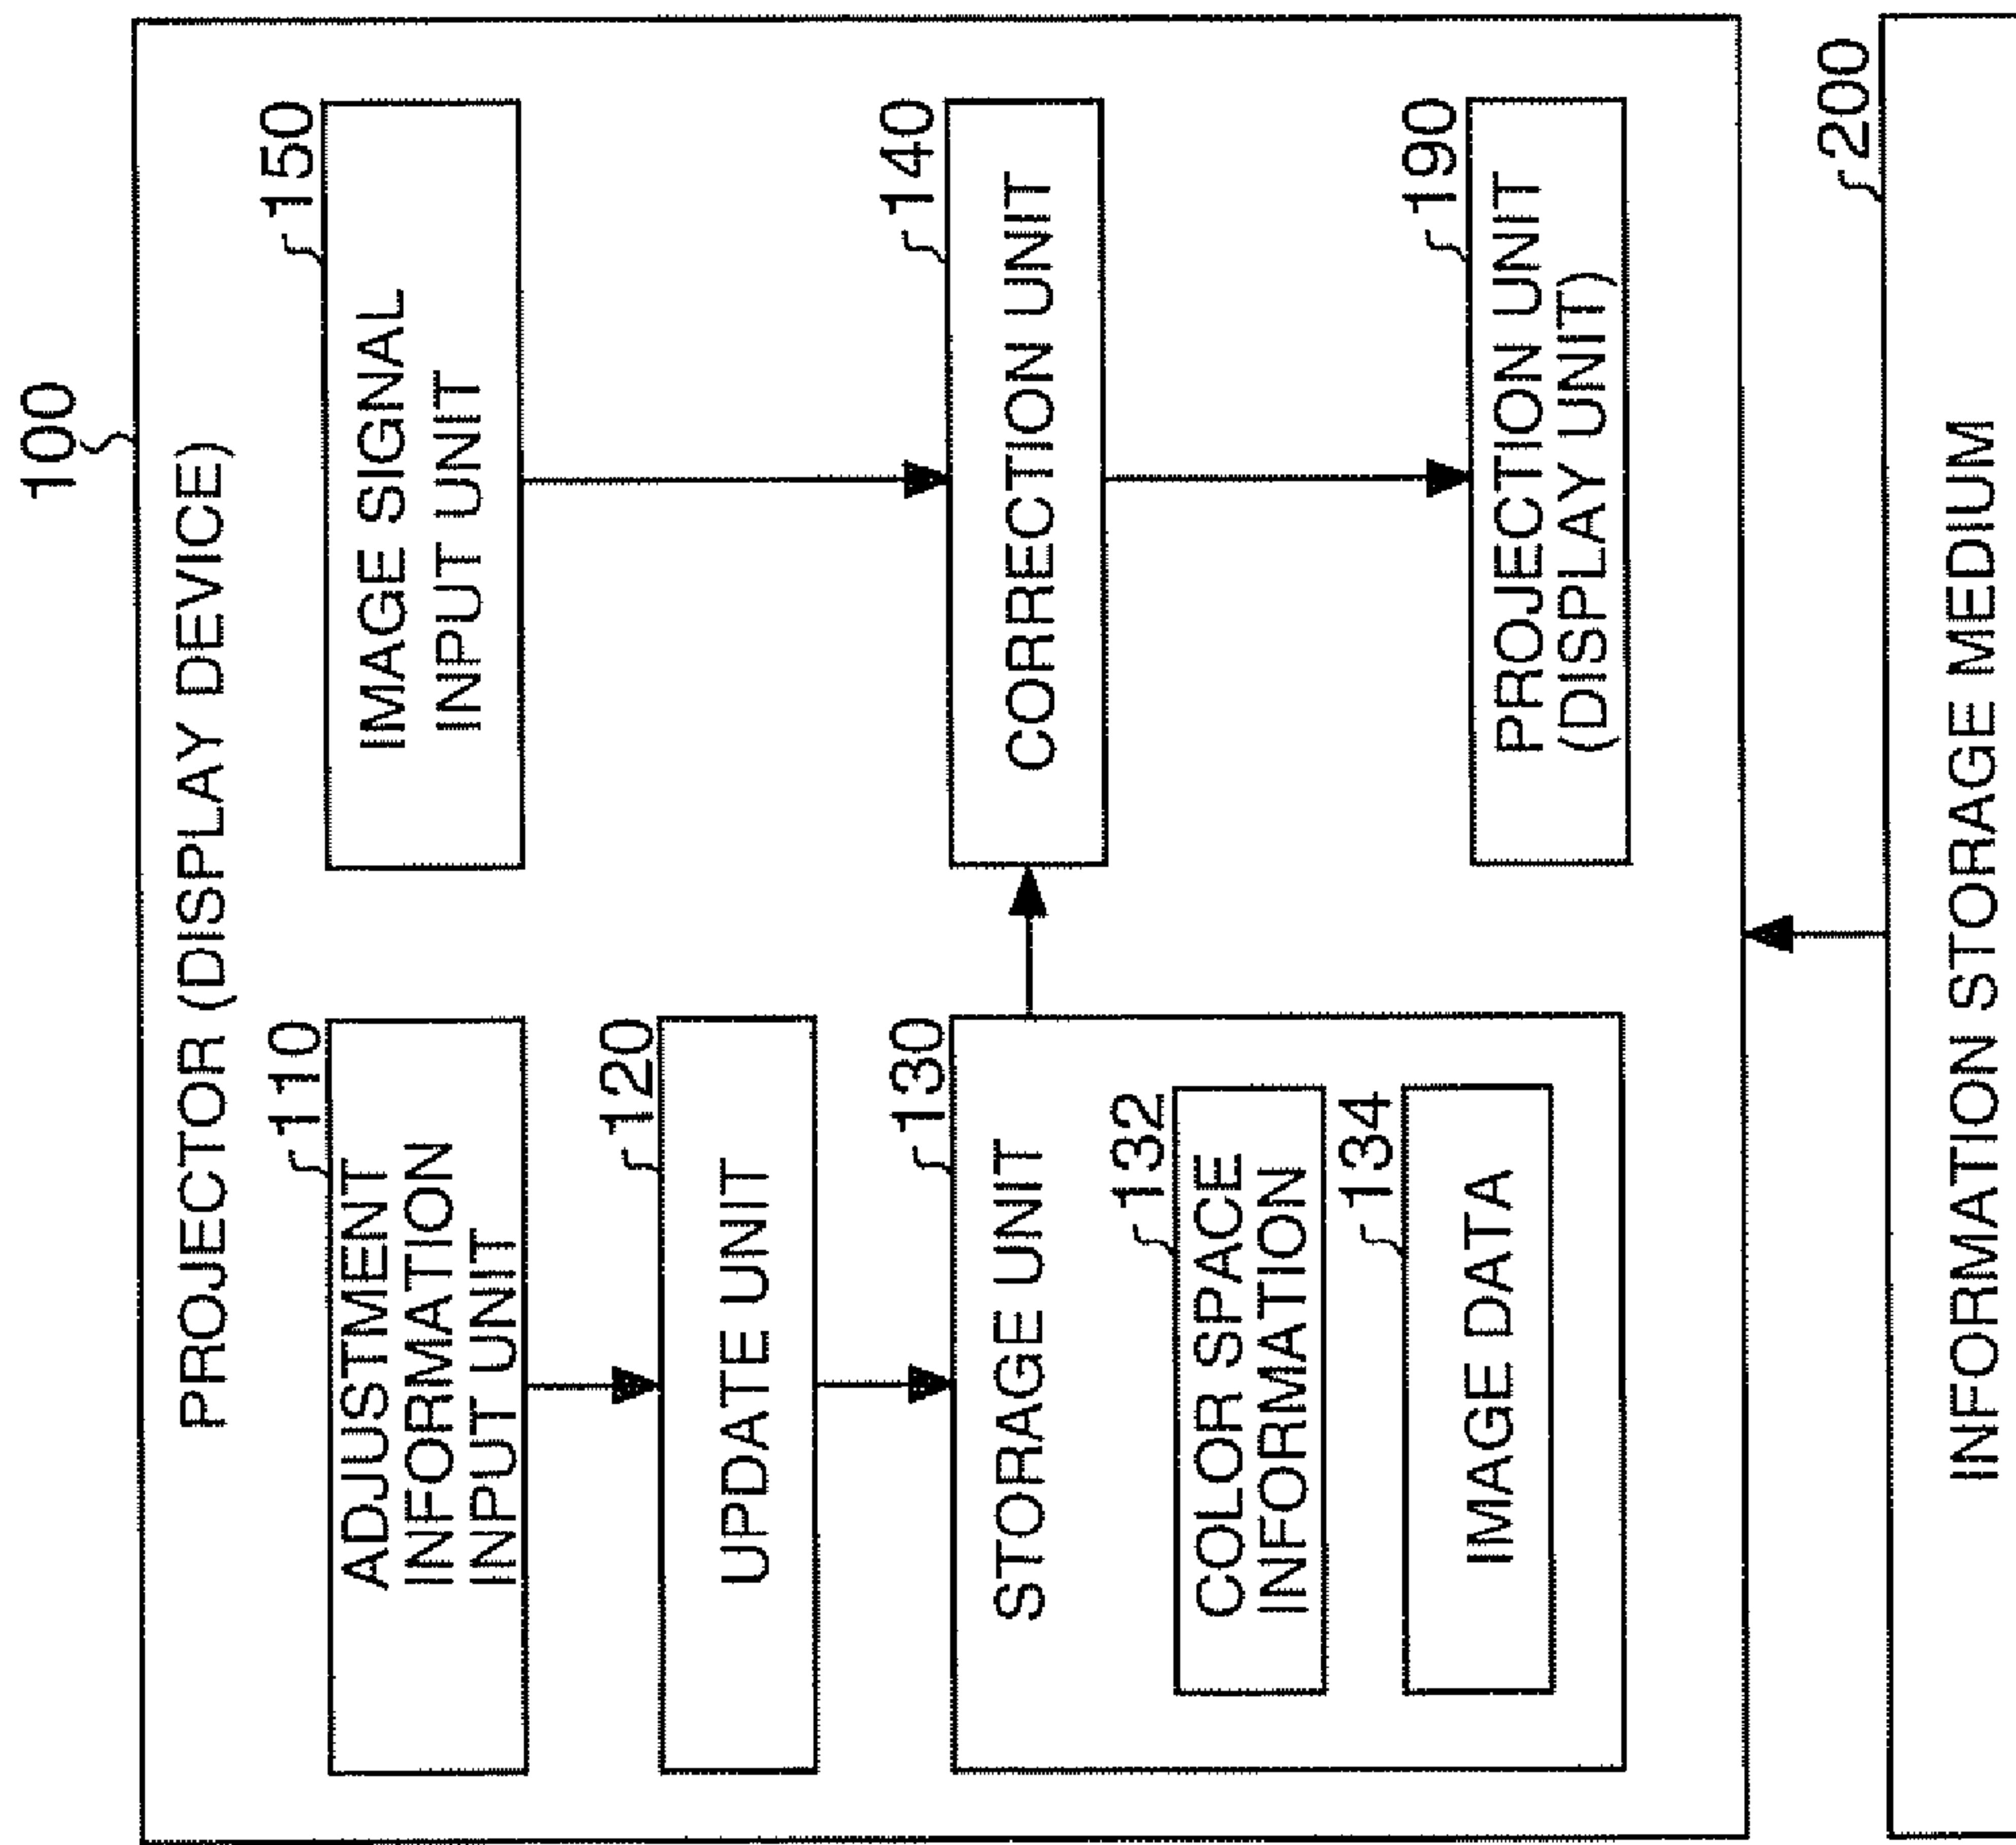 100
PROJECTOR (DISPLAY DEVICE)
110
ADJUSTMENT
INFORMATION
INPUT UNIT
120
UPDATE UNIT
130
STORAGE UNIT
132
COLOR SPACE
INFORMATION
134
IMAGE DATA
150
IMAGE SIGNAL
INPUT UNIT
140
CORRECTION UNIT
190
PROJECTION UNIT
(DISPLAY UNIT)
200
INFORMATION STORAGE MEDIUM